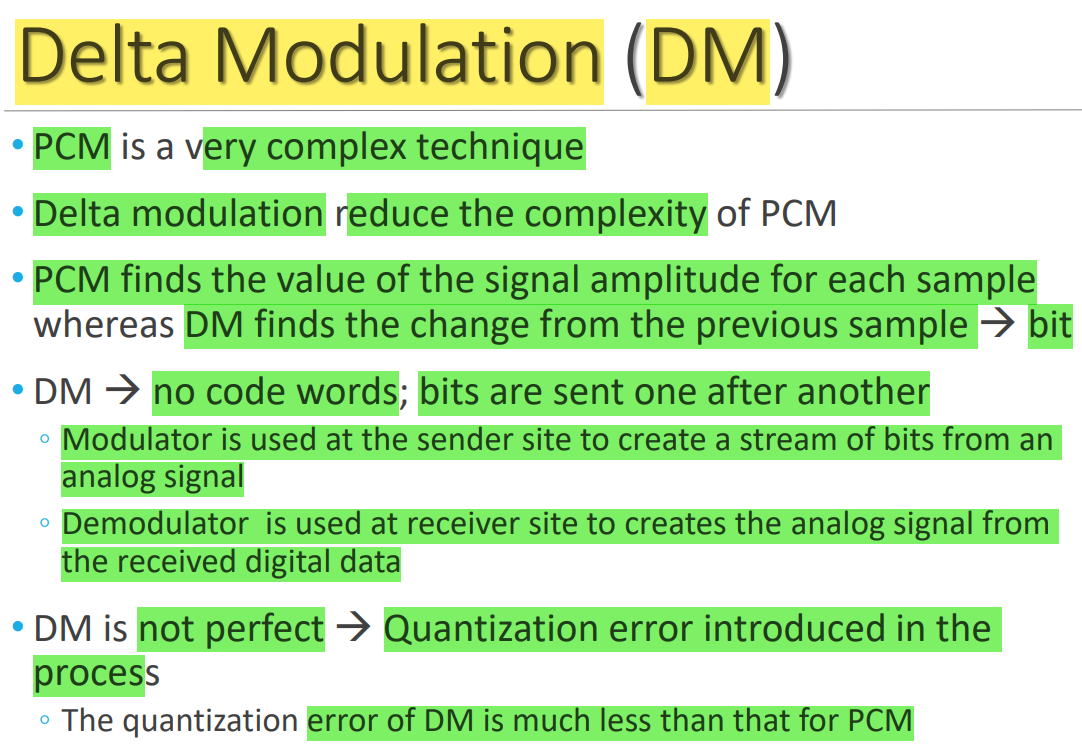 Delta Modulation (DM)
• PCM is a very complex technique
• Delta modulation reduce the complexity of PCM
• PCM finds the value of the signal amplitude for each sample
whereas DM finds the change from the previous sample → bit
• DM → no code words; bits are sent one after another
◦ Modulator is used at the sender site to create a stream of bits from an
analog signal
◦ Demodulator  is used at receiver site to creates the analog signal from
the received digital data
• DM is not perfect → Quantization error introduced in the
process
◦ The quantization error of DM is much less than that for PCM